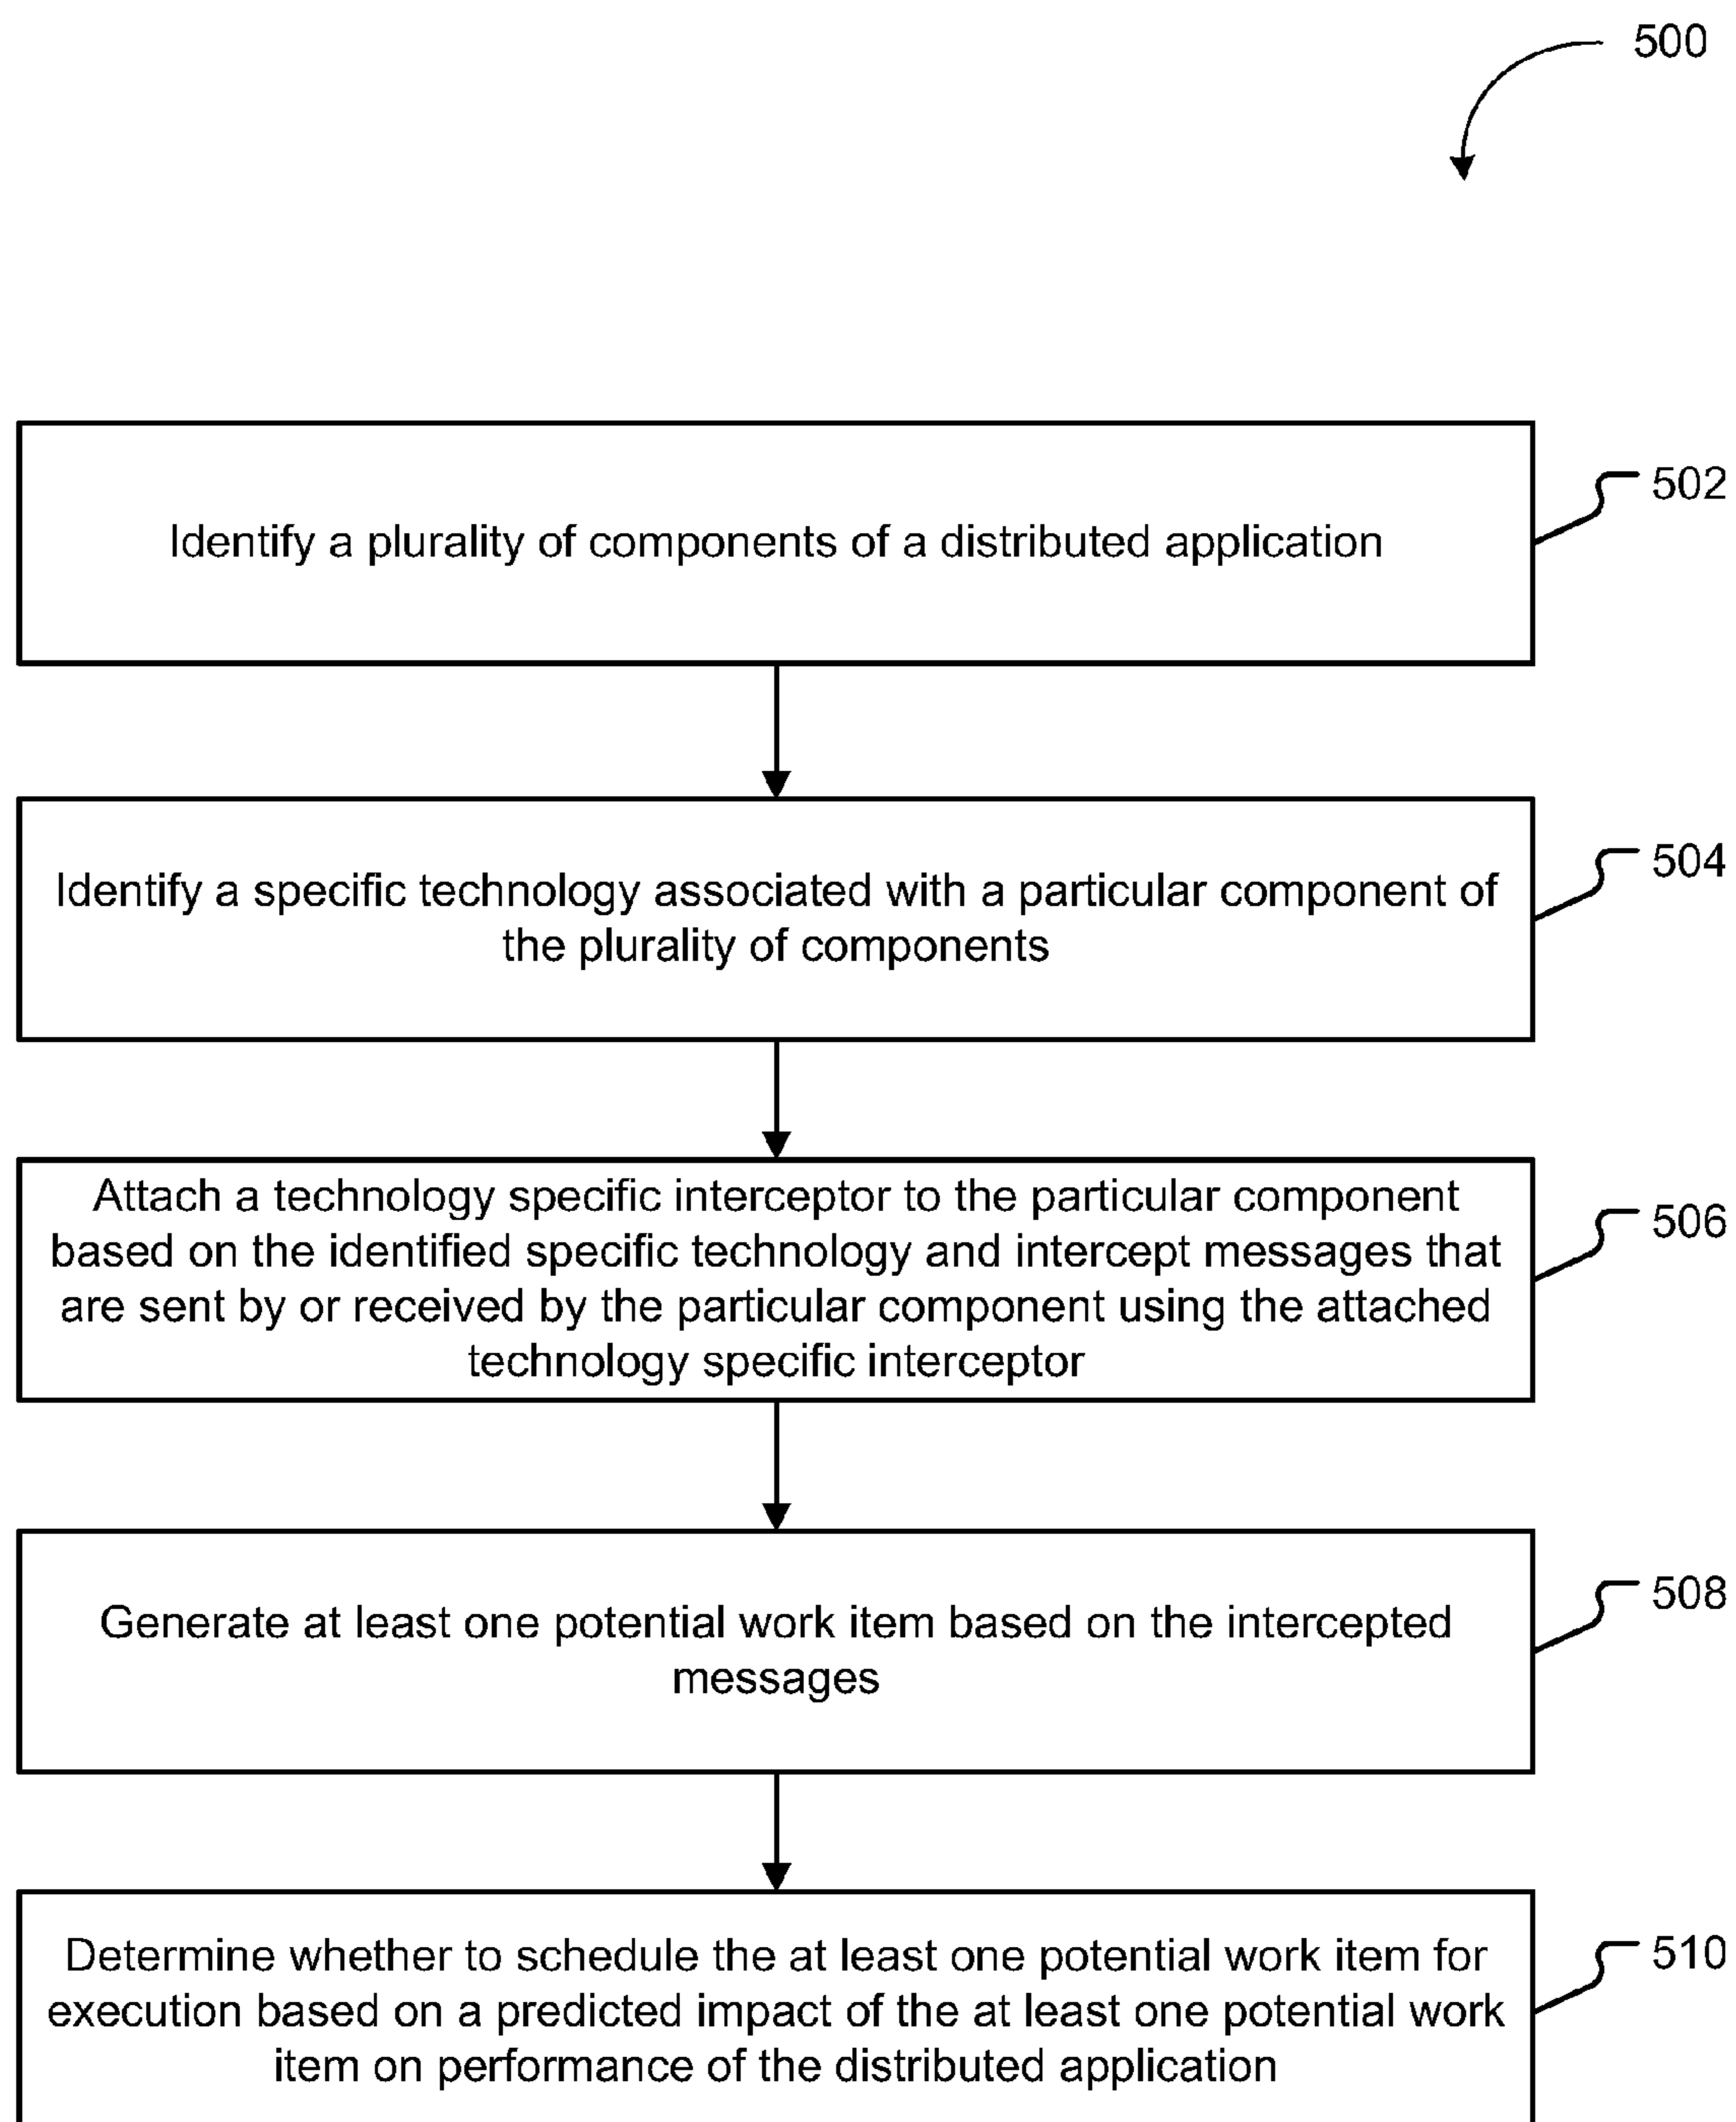 500
Identify a plurality of components of a distributed application
502
Identify a specific technology associated with a particular component of
the plurality of components
504
Attach a technology specific interceptor to the particular component
based on the identified specific technology and intercept messages that
are sent by or received by the particular component using the attached
technology specific interceptor
506
Generate at least one potential work item based on the intercepted
messages
508
Determine whether to schedule the at least one potential work item for
execution based on a predicted impact of the at least one potential work
item on performance of the distributed application
510